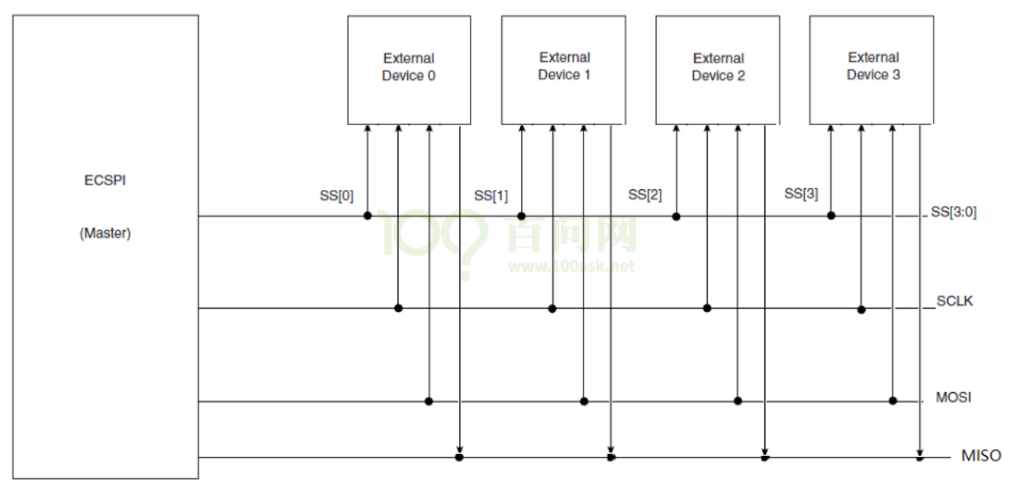 External
Device 0
External
Device 1
External
Device 2
External
Device 3
ECSPI
(Master)
SS[0]
SS[1]
SS[2]
SS[3]
SS[3:0]
100?
百问网
www.100ask.net
SCLK
MOSI
MISO